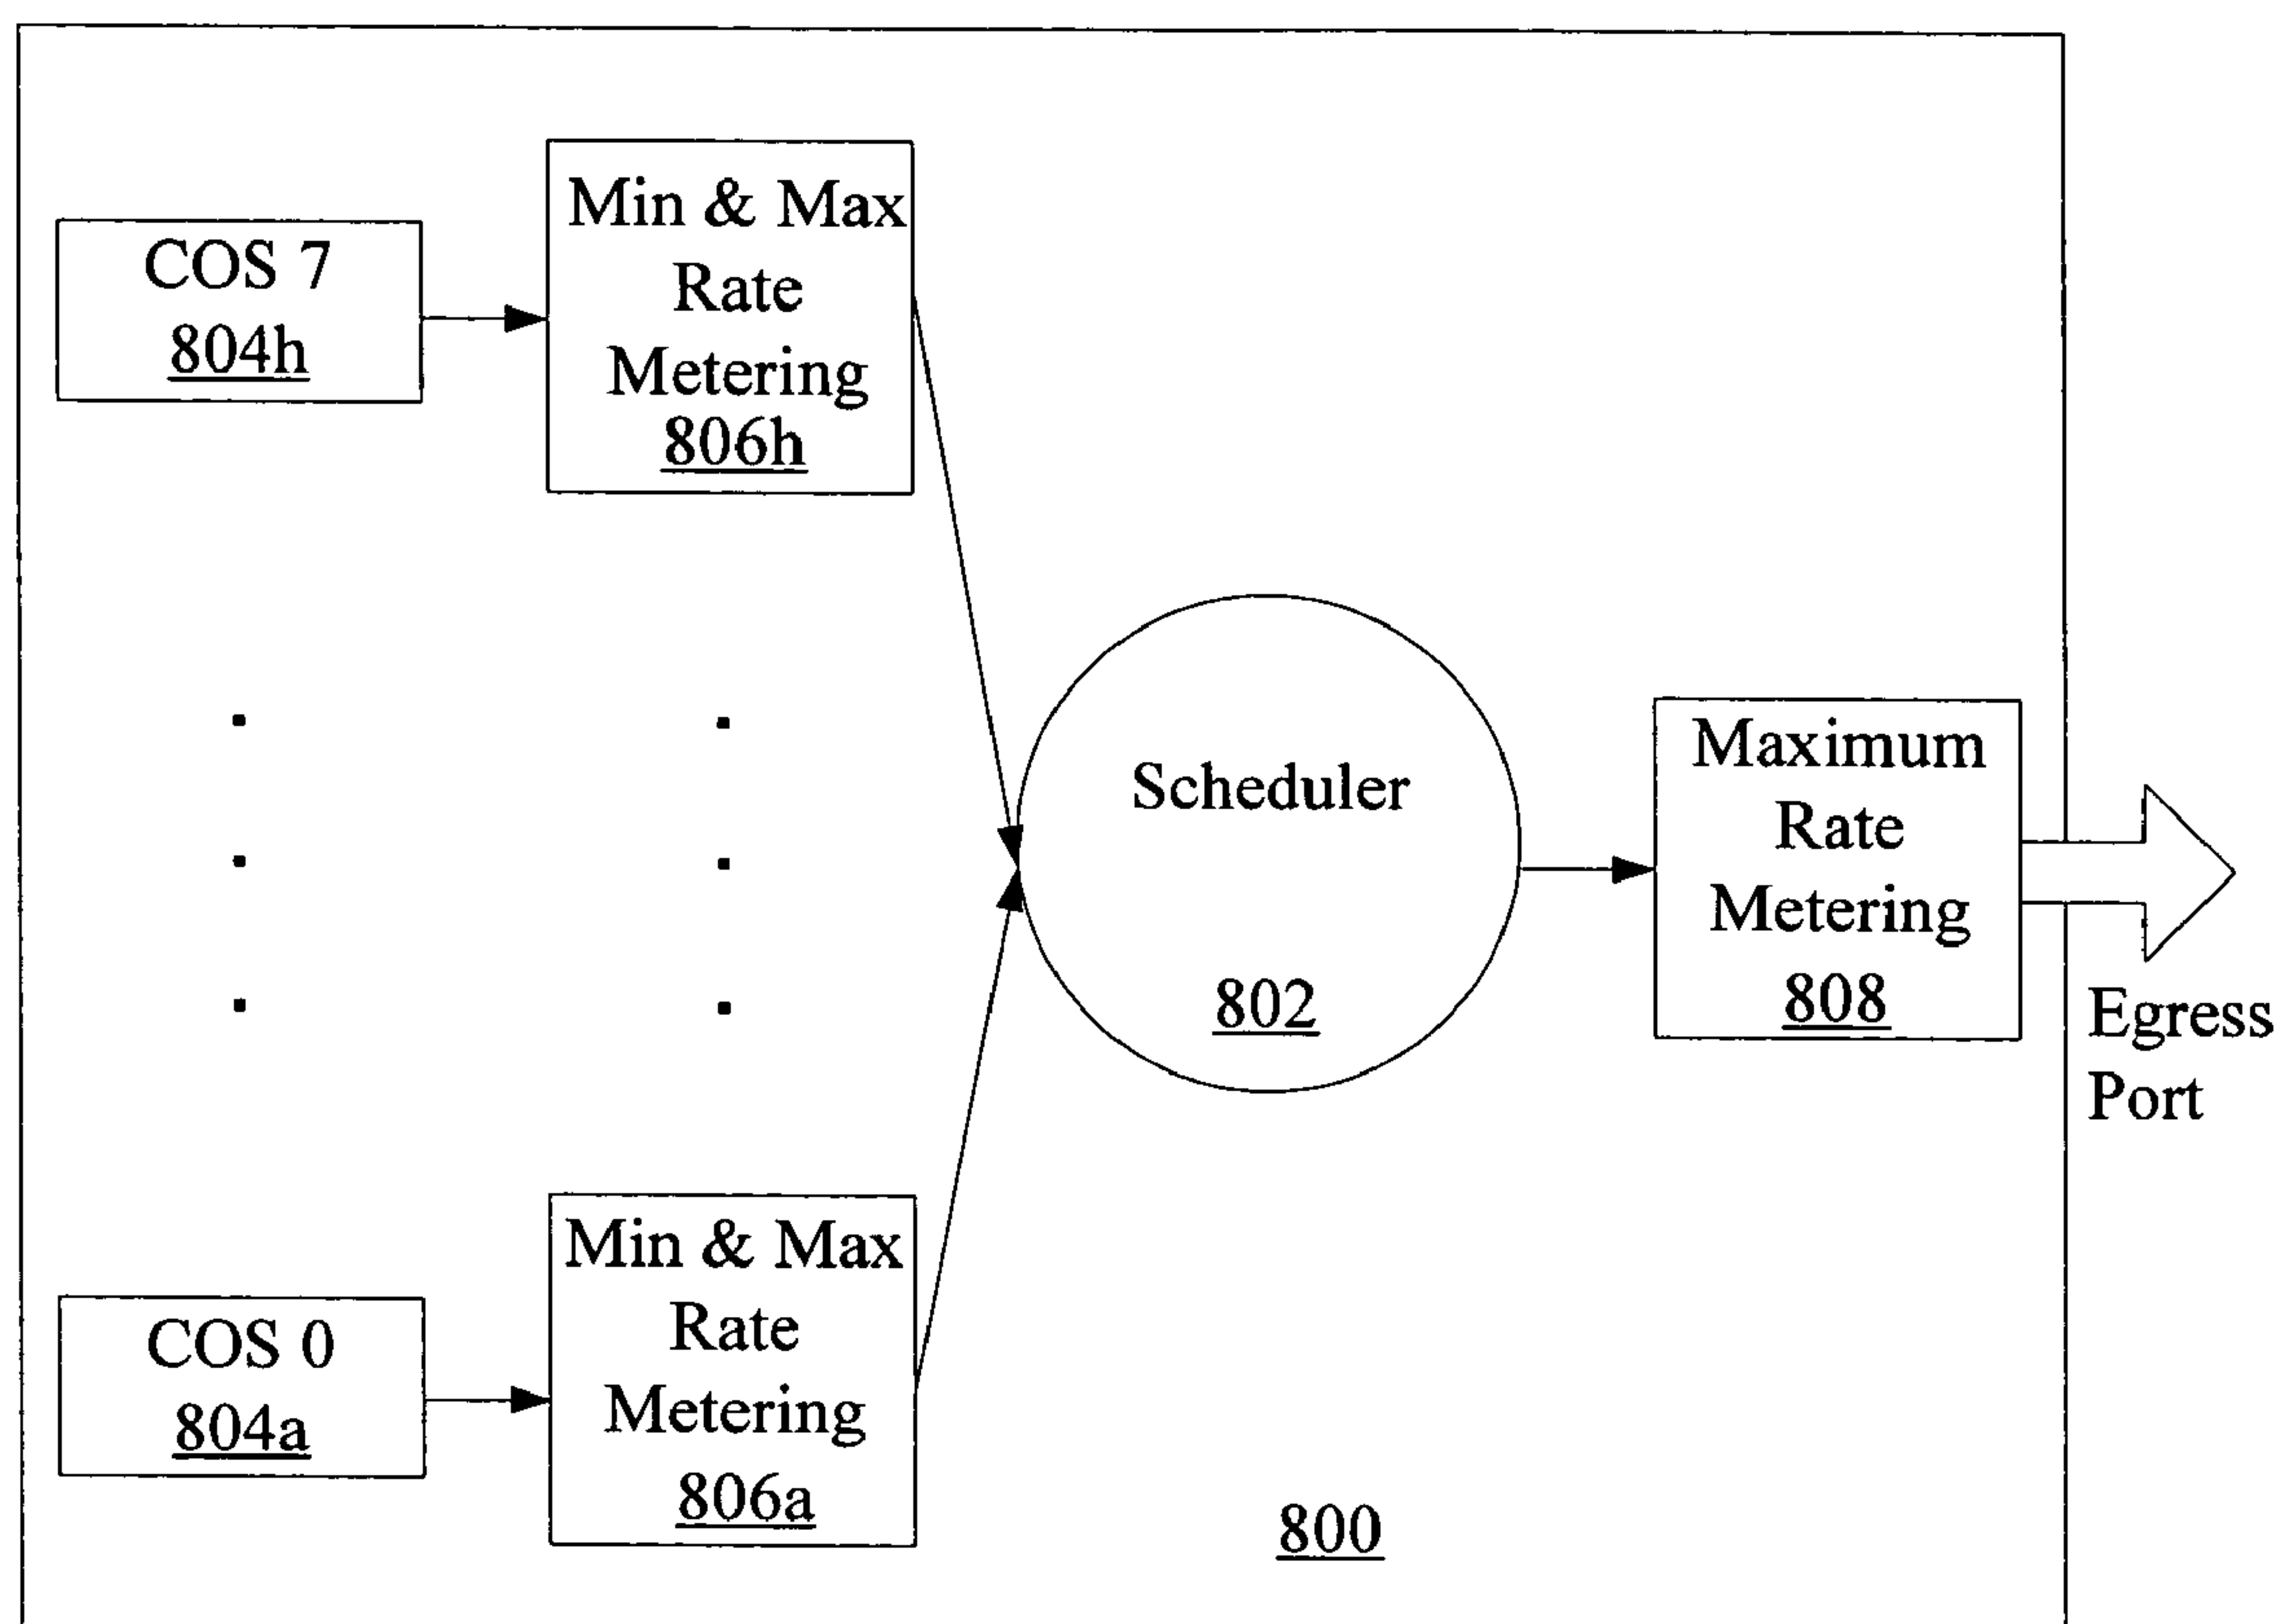 COS 7
804h
Min & Max
Rate
Metering
806h
Scheduler
802
Maximum
Rate
Metering
808
Egress
Port
COS 0
804a
Min & Max
Rate
Metering
806a
800